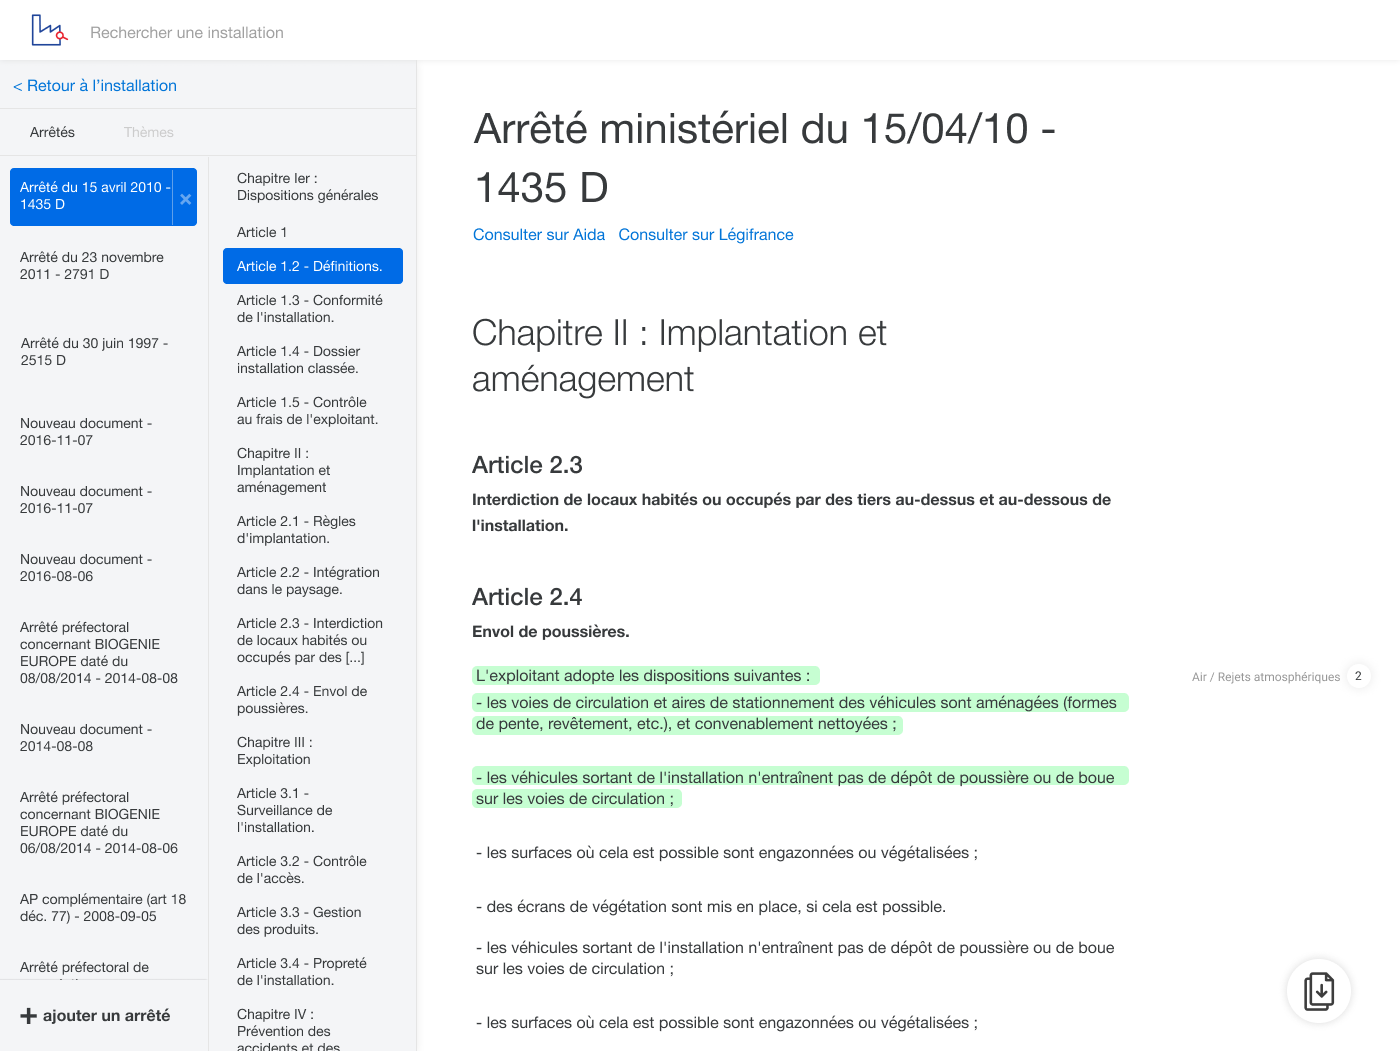 Rechercher une installation
< Retour à l'installation
Arrêtés
Thèmes
Arrêté du 15 avril 2010 -
1435 D
Arrêté du 23 novembre
2011 - 2791 D
Arrêté du 30 juin 1997 -
2515 D
Nouveau document -
2016-11-07
Nouveau document -
2016-11-07
Nouveau document -
2016-08-06
Arrêté préfectoral
concernant BIOGENIE
EUROPE daté du
08/08/2014 - 2014-08-08
Nouveau document -
2014-08-08
Arrêté préfectoral
concernant BIOGENIE
EUROPE daté du
06/08/2014 - 2014-08-06
AP complémentaire (art 18
déc. 77) - 2008-09-05
Arrêté préfectoral de
ajouter un arrêté
Chapitre Ier :
Dispositions générales
Article 1
Article 1.2 - Définitions.
Article 1.3 - Conformité
de l'installation.
Article 1.4 - Dossier
installation classée.
Article 1.5 - Contrôle
au frais de l'exploitant.
Chapitre II :
Implantation et
aménagement
Article 2.1 - Règles
d'implantation.
Article 2.2 - Intégration
dans le paysage.
Article 2.3 - Interdiction
de locaux habités ou
occupés par des [...]
Article 2.4 - Envol de
poussières.
Chapitre III :
Exploitation
Article 3.1 -
Surveillance de
l'installation.
Article 3.2 - Contrôle
de l'accès.
Article 3.3 - Gestion
des produits.
Article 3.4 - Propreté
de l'installation.
Chapitre IV :
Prévention des
accidents et des
Arrêté ministériel du 15/04/10 -
1435 D
Consulter sur Aida Consulter sur Légifrance
Chapitre II : Implantation et
aménagement
Article 2.3
Interdiction de locaux habités ou occupés par des tiers au-dessus et au-dessous de
l'installation.
Article 2.4
Envol de poussières.
L'exploitant adopte les dispositions suivantes :
Air / Rejets atmosphériques 2
- les voies de circulation et aires de stationnement des véhicules sont aménagées (formes
de pente, revêtement, etc.), et convenablement nettoyées ;
- les véhicules sortant de l'installation n'entraînent pas de dépôt de poussière ou de boue
sur les voies de circulation ;
- les surfaces où cela est possible sont engazonnées ou végétalisées ;
- des écrans de végétation sont mis en place, si cela est possible.
- les véhicules sortant de l'installation n'entraînent pas de dépôt de poussière ou de boue
sur les voies de circulation ;
- les surfaces où cela est possible sont engazonnées ou végétalisées ;